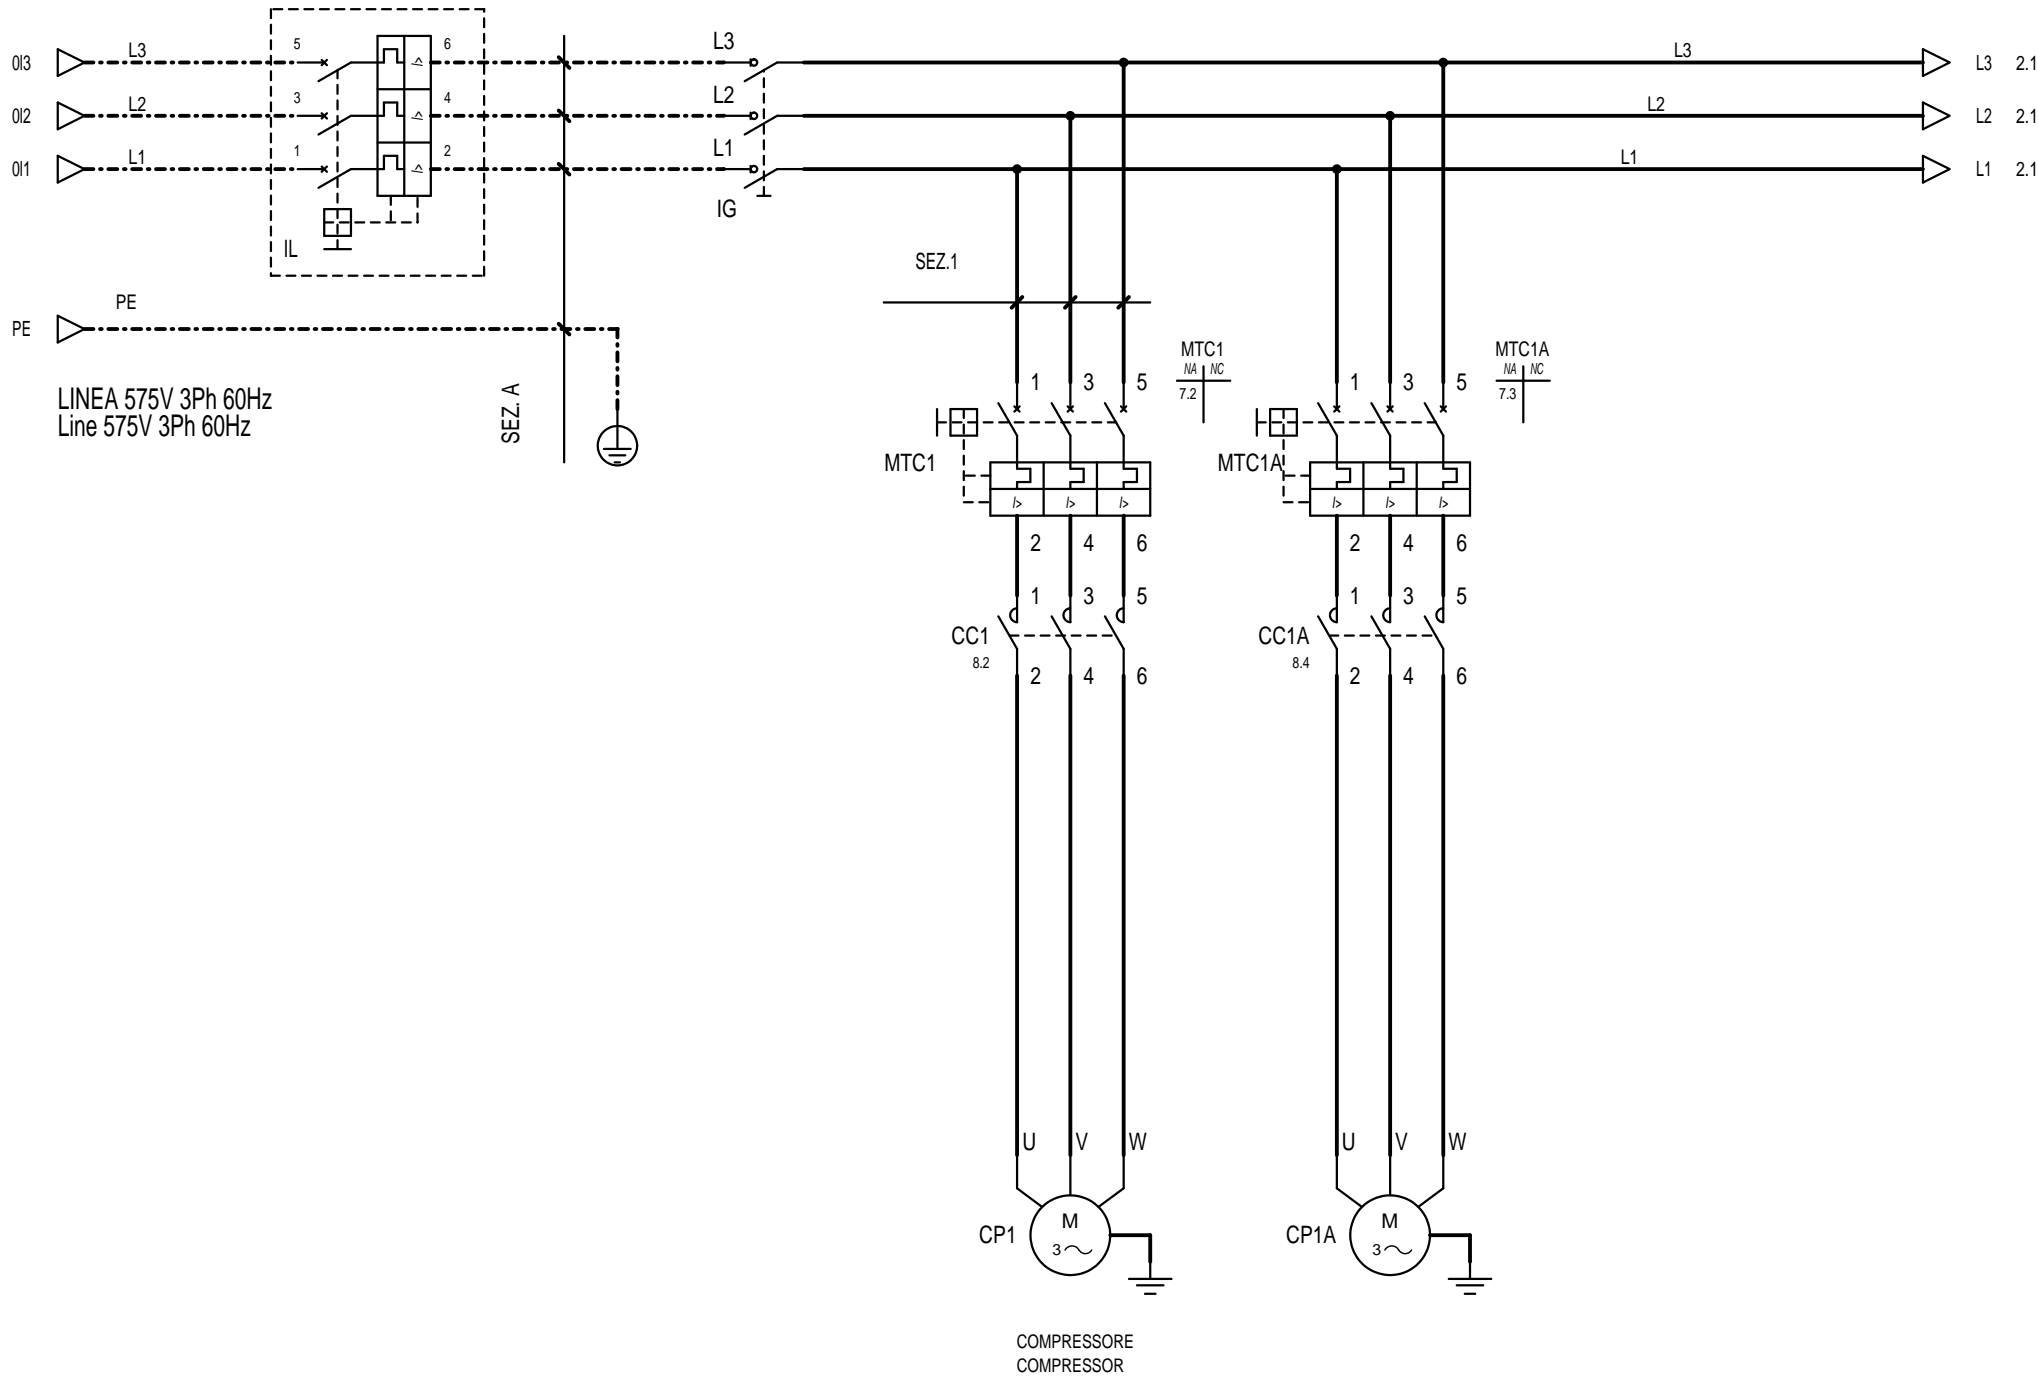 0I3 L3 5 6 L3 L3 L3 2.1
0I2 L2 3 4 L2 L2 L2 2.1
0I1 L1 1 2 L1 L1 L1 2.1
IL
IG
PE PE
LINEA 575V 3Ph 60Hz
Line 575V 3Ph 60Hz
SEZ. A
SEZ.1
MTC1
NA NC
7.2
MTC1A
NA NC
7.3
1 3 5
MTC1
I> I> I>
2 4 6
1 3 5
CC1
8.2
2 4 6
U V W
CP1
M
3
1 3 5
MTC1A
I> I> I>
2 4 6
1 3 5
CC1A
8.4
2 4 6
U V W
CP1A
M
3
COMPRESSORE
COMPRESSOR